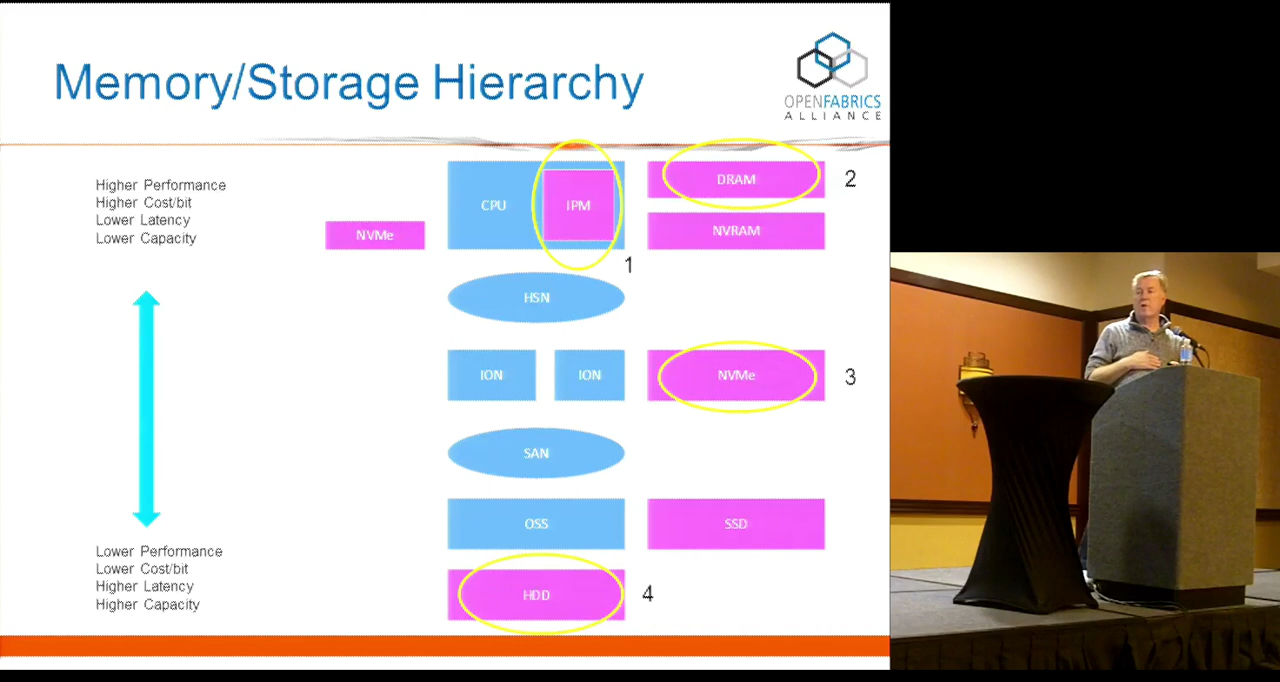 Memory/Storage Hierarchy
OPENFABRICS
ALLIANCE
Higher Performance
Higher Cost/bit
Lower Latency
Lower Capacity
NVMe
CPU
IPM
DRAM
2
NVRAM
1
HSN
ION
ION
NVMe
3
SAN
OSS
SSD
Lower Performance
Lower Cost/bit
Higher Latency
Higher Capacity
HDD
4